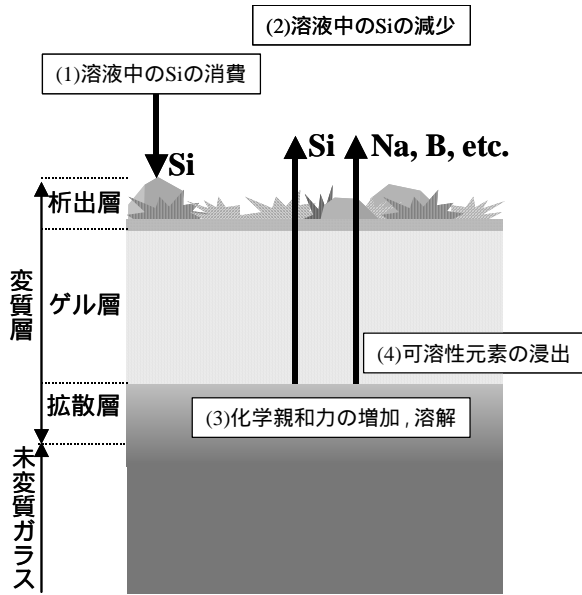 (2)溶液中のSiの減少
(1)溶液中のSiの消費
Si
Si
Na, B, etc.
析出層
変質層
ゲル層
(4)可溶性元素の浸出
拡散層
(3)化学親和力の増加,溶解
未変質ガラス